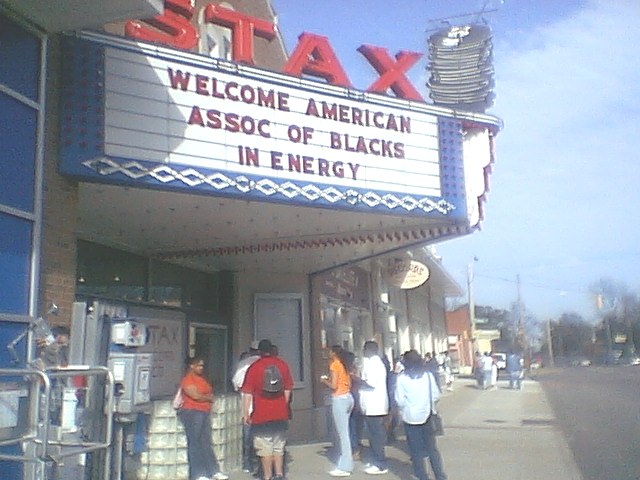 STAX
WELCOME AMERICAN
ASSOC OF BLACKS
IN ENERGY
STAX